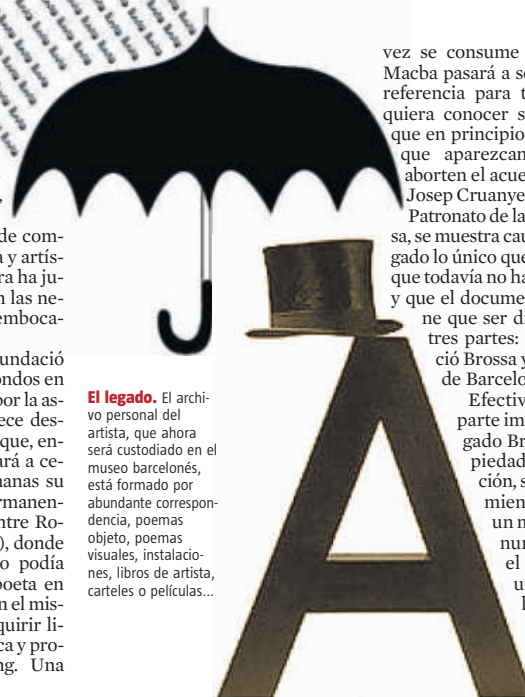 de com-
a y artís-
ra ha ju-
n las ne-
emboca-
undació
ondos en
por la as-
ece des-
que, en-
ará a ce-
manas su
rmanen-
ntre Ro-
), donde
o podía
poeta en
n el mis-
quirir li-
ca y pro-
ng. Una
El legado. El archi-
vo personal del
artista, que ahora
será custodiado en el
museo barcelonés,
está formado por
abundante correspon-
dencia, poemas
objeto, poemas
visuales, instalacio-
nes, libros de artista,
carteles o películas...
A
vez se consume
Macba pasará a se
referencia para t
quiera conocer s
que en principio
que aparezcan
aborten el acue
Josep Cruanye
Patronato de la
sa, se muestra cau
gado lo único que
que todavía no ha
y que el docume
ne que ser di
tres partes:
ció Brossa y
de Barcelo
Efectiv
parte im
gado Br
piedad
ción, s
mien
un n
nu
el
u
l